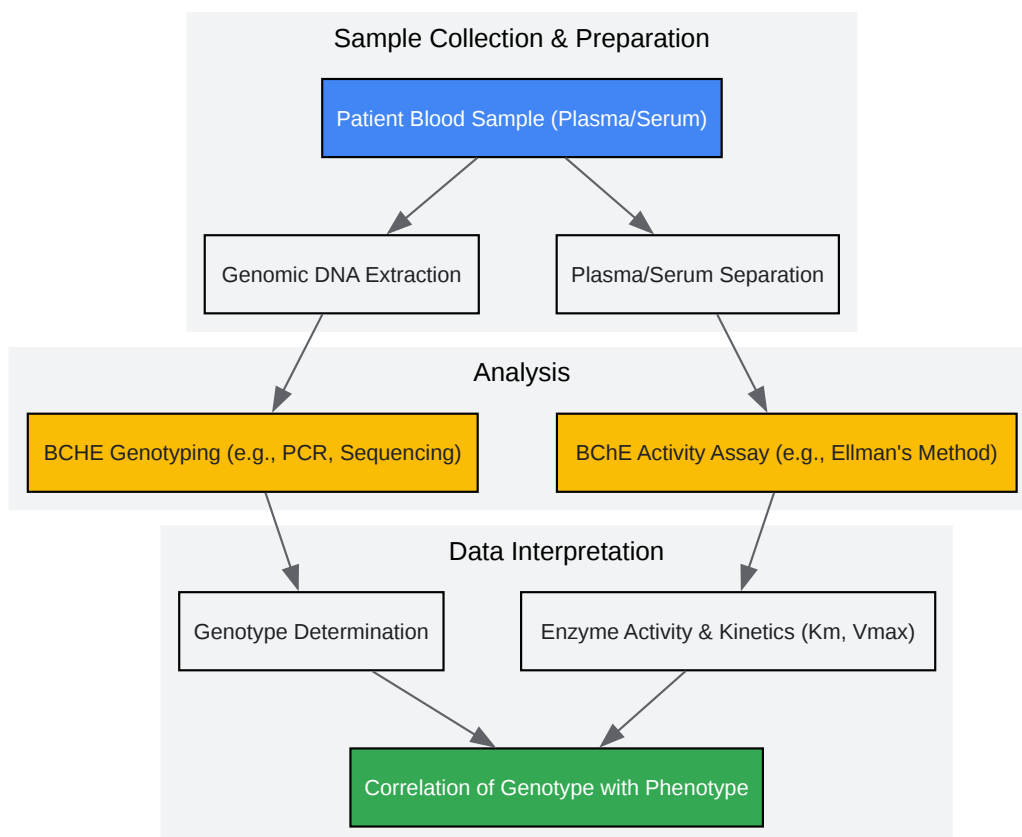 Sample Collection & Preparation
Patient Blood Sample (Plasma/Serum)
Genomic DNA Extraction
Plasma/Serum Separation
Analysis
BCHE Genotyping (e.g., PCR, Sequencing)
BChE Activity Assay (e.g., Ellman's Method)
Data Interpretation
Genotype Determination
Enzyme Activity & Kinetics (Km, Vmax)
Correlation of Genotype with Phenotype